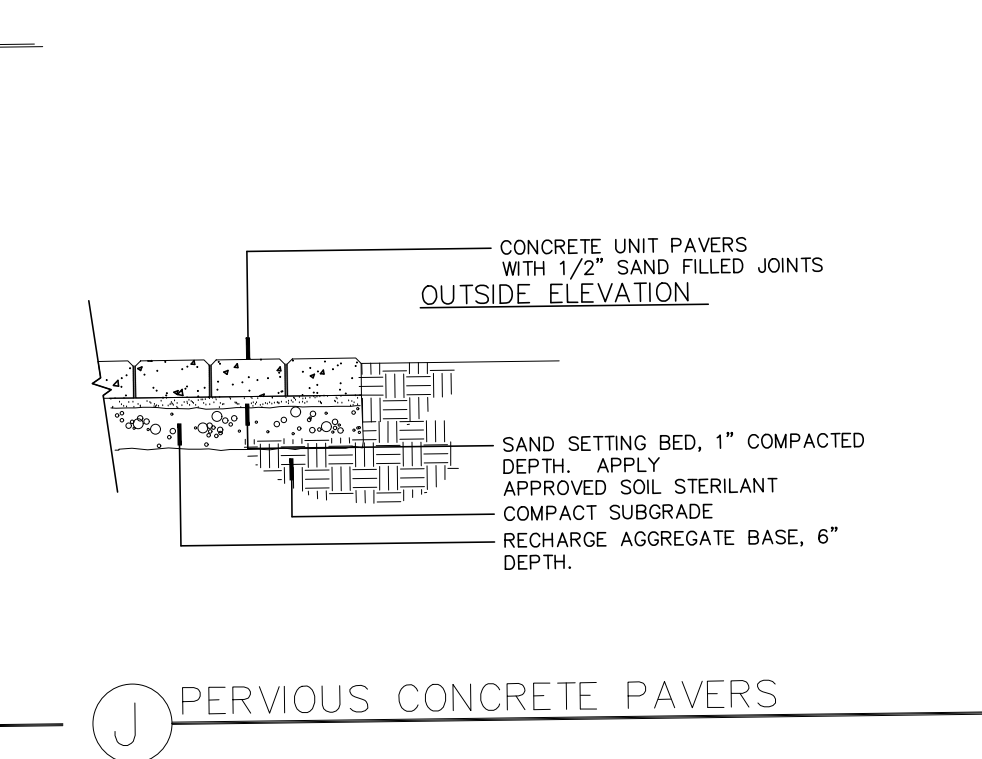 CONCRETE UNIT PAVERS
WITH 1/2” SAND FILLED JOINTS
OUTSIDE ELEVATION
SAND SETTING BED, 1” COMPACTED
DEPTH. APPLY
APPROVED SOIL STERILANT
COMPACT SUBGRADE
RECHARGE AGGREGATE BASE, 6”
DEPTH.
J PERVIOUS CONCRETE PAVERS